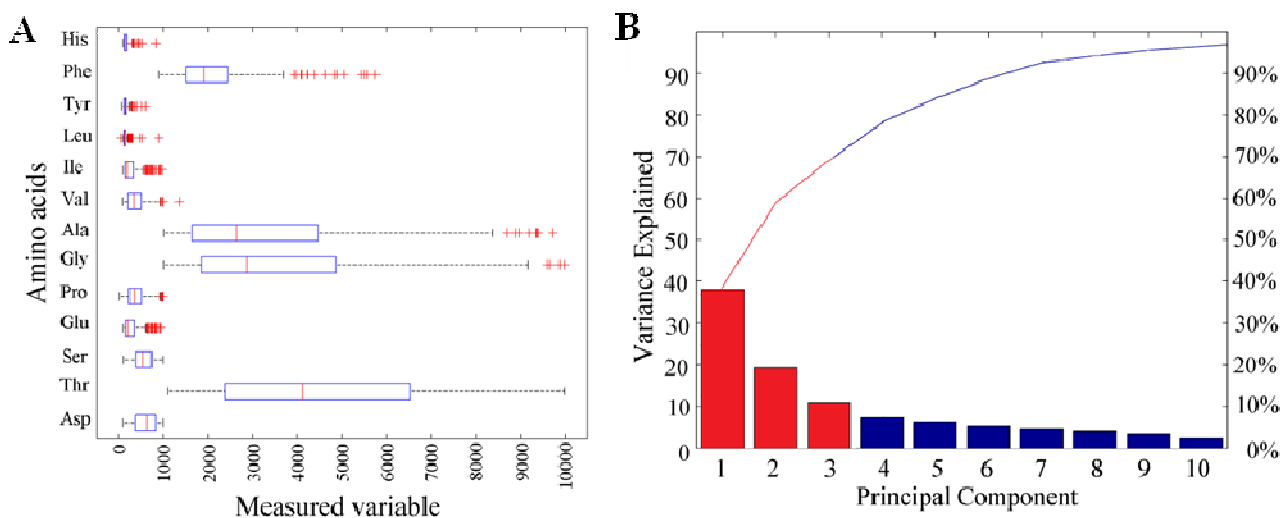 A
Amino acids
His
Phe
Tyr
Leu
Ile
Val
Ala
Gly
Pro
Glu
Ser
Thr
Asp
0
1000
2000
3000
4000
5000
6000
7000
8000
9000
10000
Measured variable
B
Variance Explained
90
80
70
60
50
40
30
20
10
0
90%
80%
70%
60%
50%
40%
30%
20%
10%
0%
1 2 3 4 5 6 7 8 9 10
Principal Component